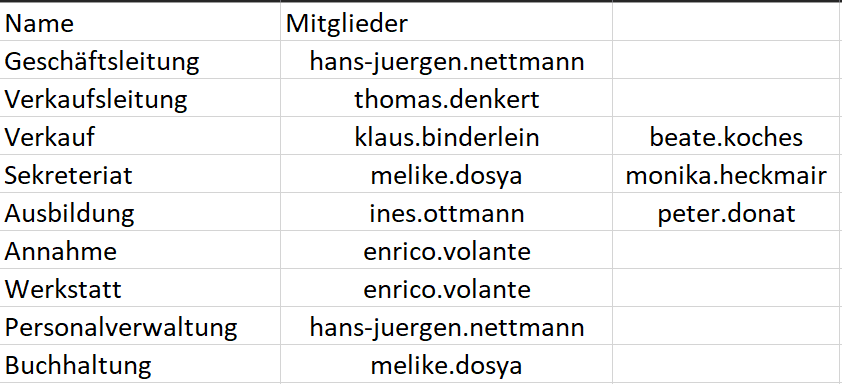 Name Mitglieder
Geschäftsleitung hans-juergen.nettmann
Verkaufsleitung thomas.denkert
Verkauf klaus.binderlein beate.koches
Sekreteriat melike.dosya monika.heckmair
Ausbildung ines.ottmann peter.donat
Annahme enrico.volante
Werkstatt enrico.volante
Personalverwaltung hans-juergen.nettmann
Buchhaltung melike.dosya